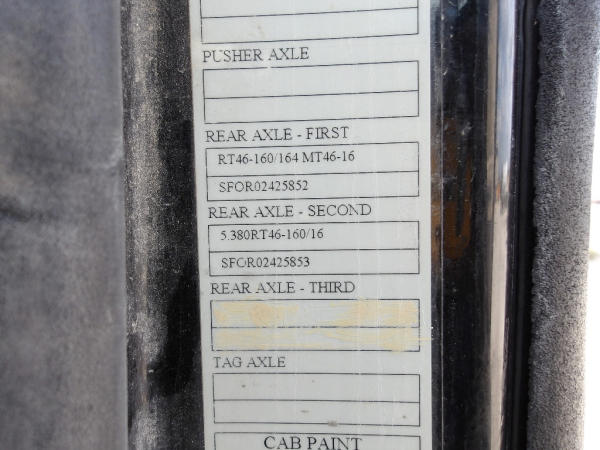 PUSHER AXLE
REAR AXLE - FIRST
RT46-160/164 MT46-16
SFOR02425852
REAR AXLE - SECOND
5.380RT46-160/16
SFOR02425853
REAR AXLE - THIRD
TAG AXLE
CAB PAINT